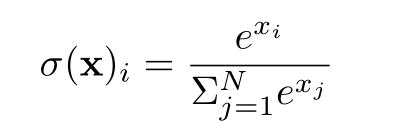 σ(𝐱)ᵢ = e^{xᵢ} / Σ_{j=1}^{N} e^{xⱼ}